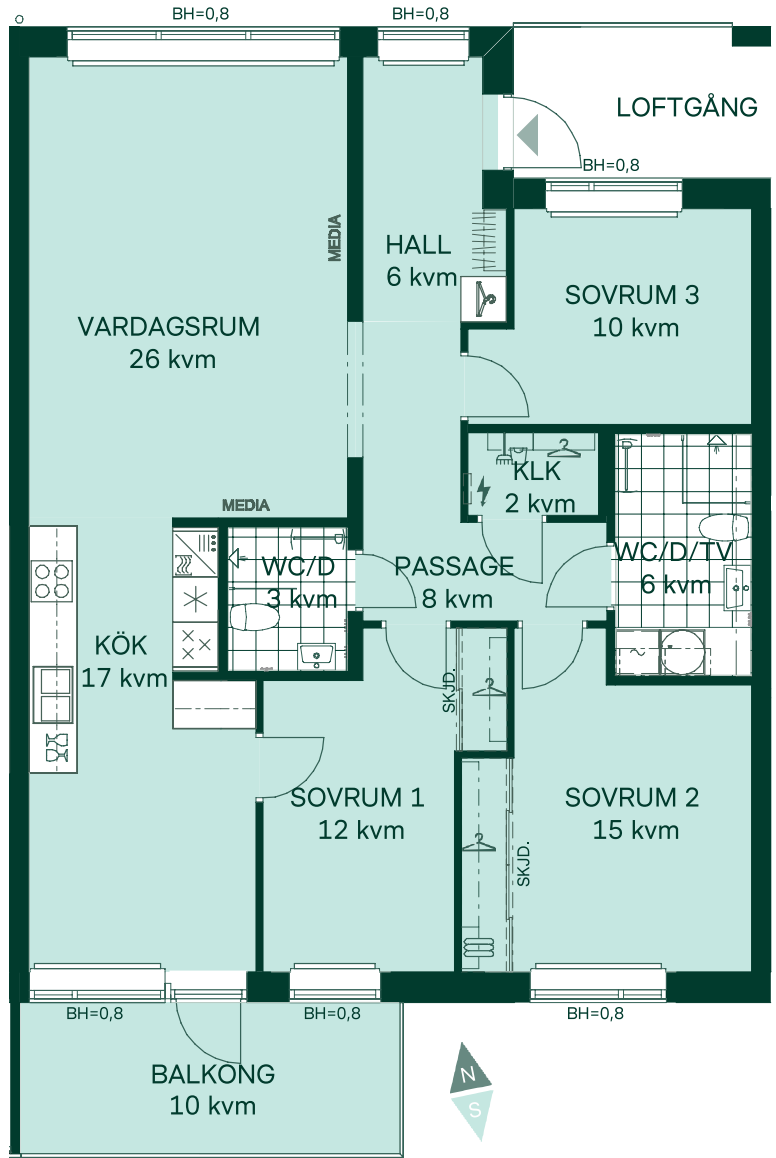 BH=0,8
BH=0,8
LOFTGÅNG
BH=0,8
MEDIA
HALL
6 kvm
SOVRUM 3
10 kvm
VARDAGSRUM
26 kvm
KLK
2 kvm
MEDIA
WC/D
3 kvm
PASSAGE
8 kvm
WC/D/TV
6 kvm
KÖK
17 kvm
SKJD.
SOVRUM 1
12 kvm
SOVRUM 2
15 kvm
SKJD.
BH=0,8
BH=0,8
BH=0,8
BALKONG
10 kvm
N
S